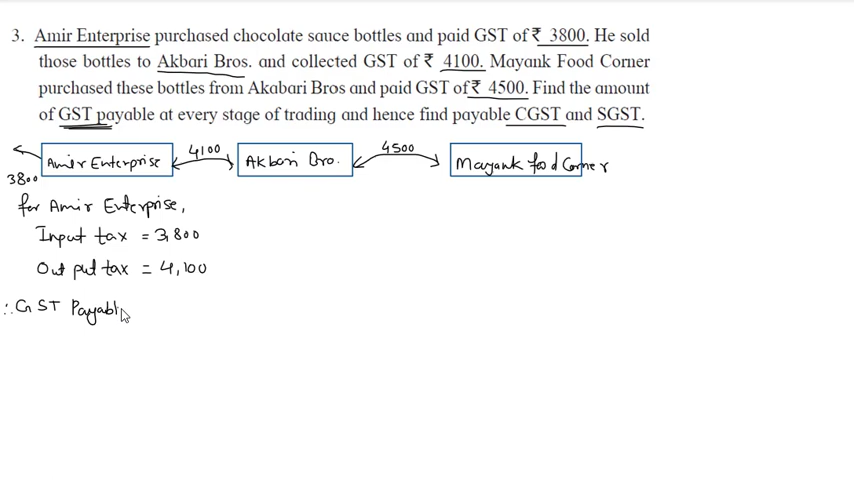 3. Amir Enterprise purchased chocolate sauce bottles and paid GST of ₹ 3800. He sold
those bottles to Akbari Bros. and collected GST of ₹ 4100. Mayank Food Corner
purchased these bottles from Akabari Bros and paid GST of ₹ 4500. Find the amount
of GST payable at every stage of trading and hence find payable CGST and SGST.
3800 Amir Enterprise 4100 Akbari Bro. 4500 Mayank food Corner
for Amir Enterprise,
Input tax = 3,800
Out put tax = 4,100
∴ GST Payabl